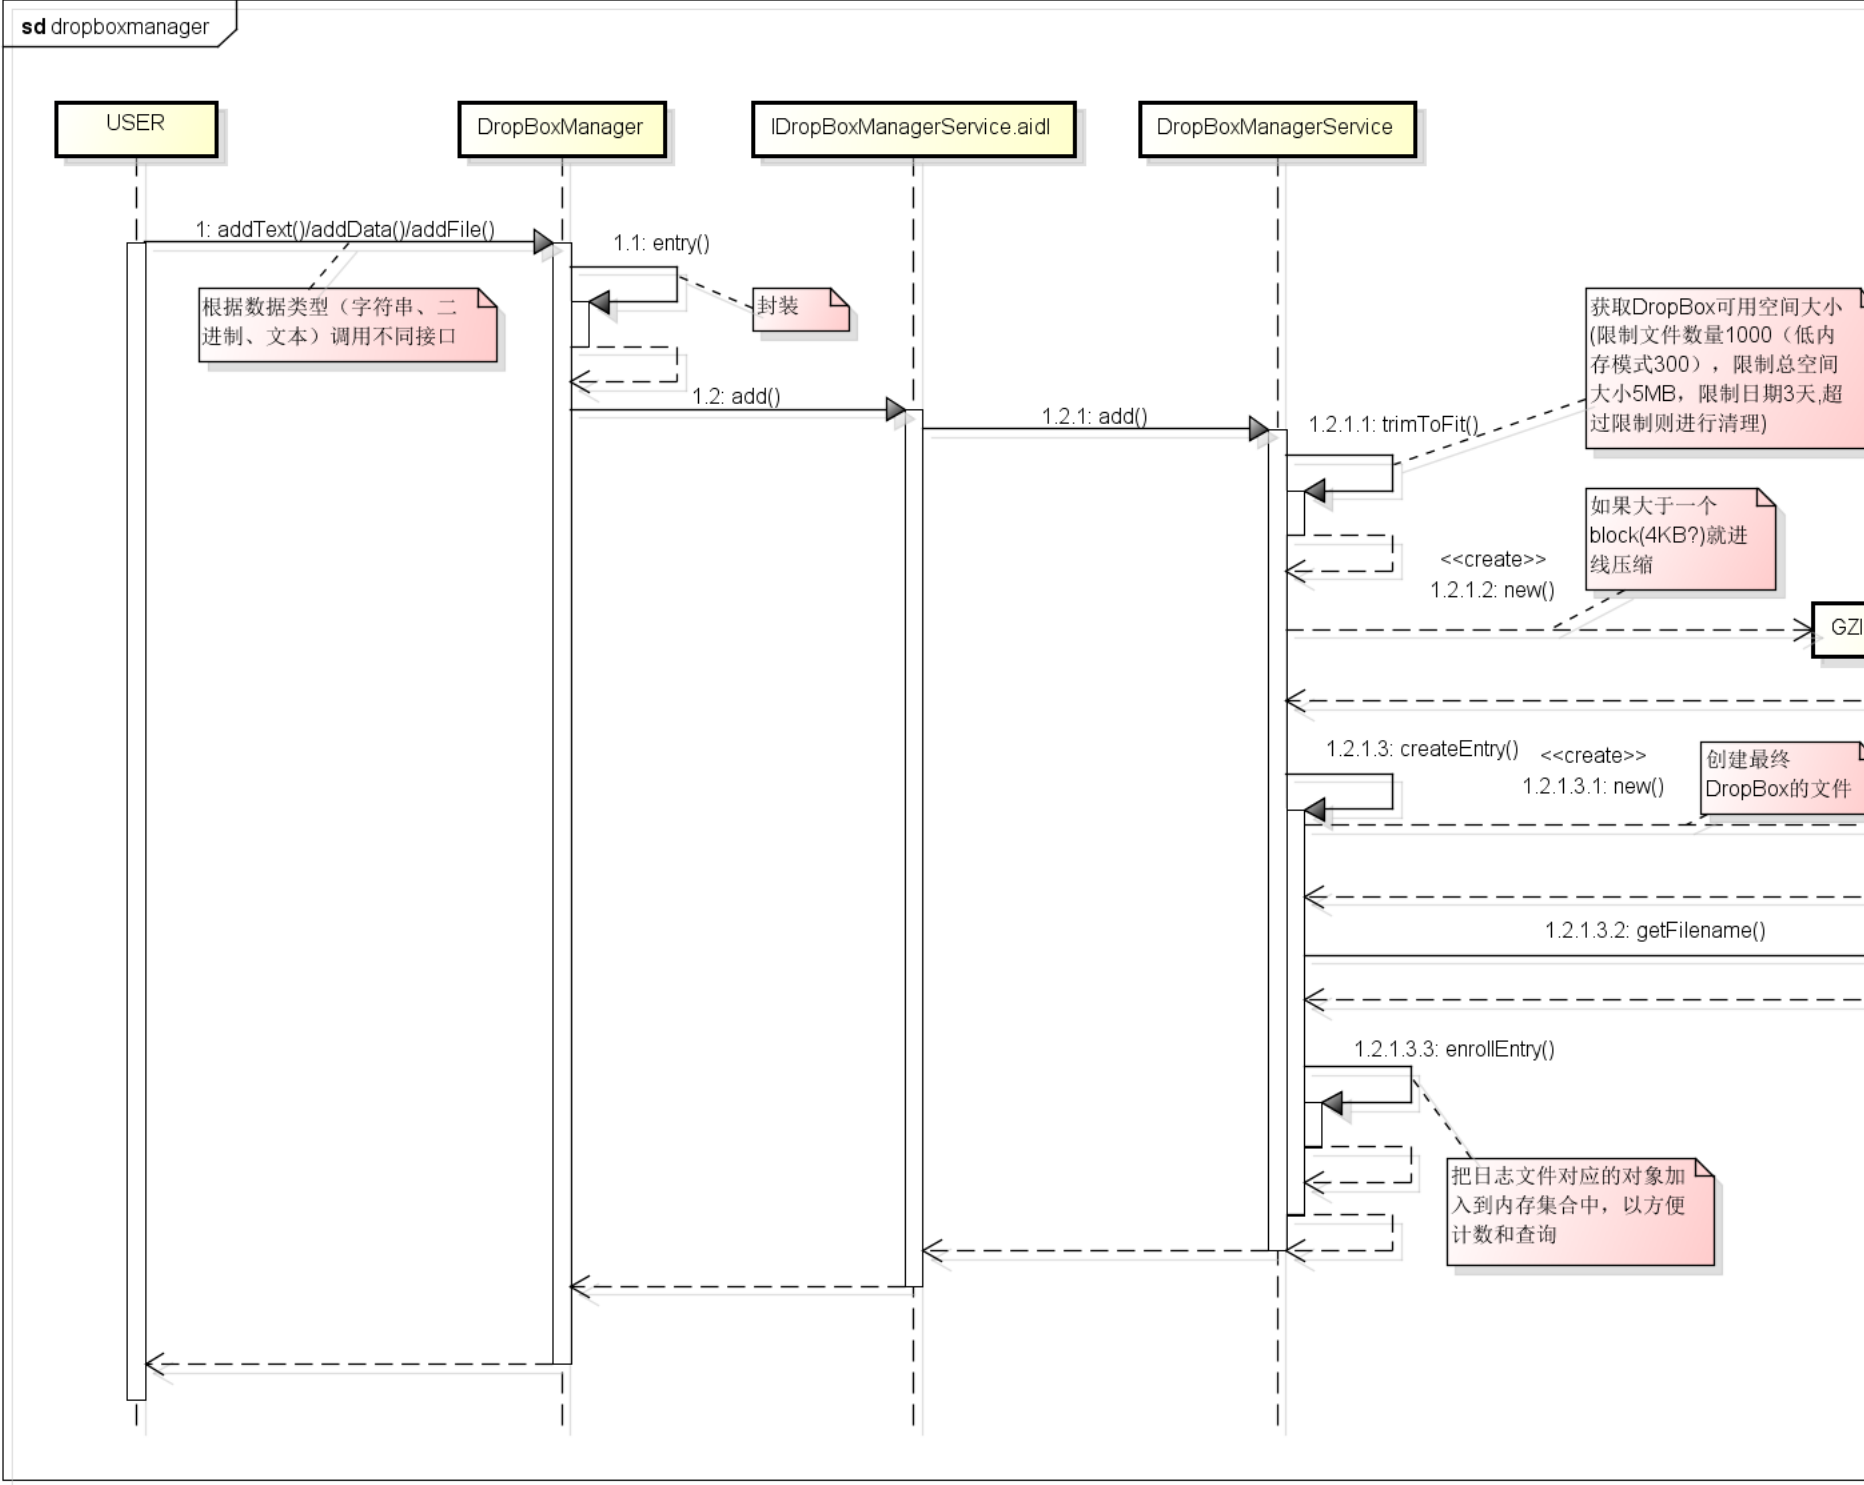 sd dropboxmanager
USER
DropBoxManager
IDropBoxManagerService.aidl
DropBoxManagerService
1: addText()/addData()/addFile()
根据数据类型（字符串、二
进制、文本）调用不同接口
1.1: entry()
封装
1.2: add()
1.2.1: add()
1.2.1.1: trimToFit()
获取DropBox可用空间大小
(限制文件数量1000（低内
存模式300），限制总空间
大小5MB，限制日期3天,超
过限制则进行清理)
如果大于一个
block(4KB?)就进
线压缩
<<create>>
1.2.1.2: new()
GZI
1.2.1.3: createEntry()
<<create>>
1.2.1.3.1: new()
创建最终
DropBox的文件
1.2.1.3.2: getFilename()
1.2.1.3.3: enrollEntry()
把日志文件对应的对象加
入到内存集合中，以方便
计数和查询